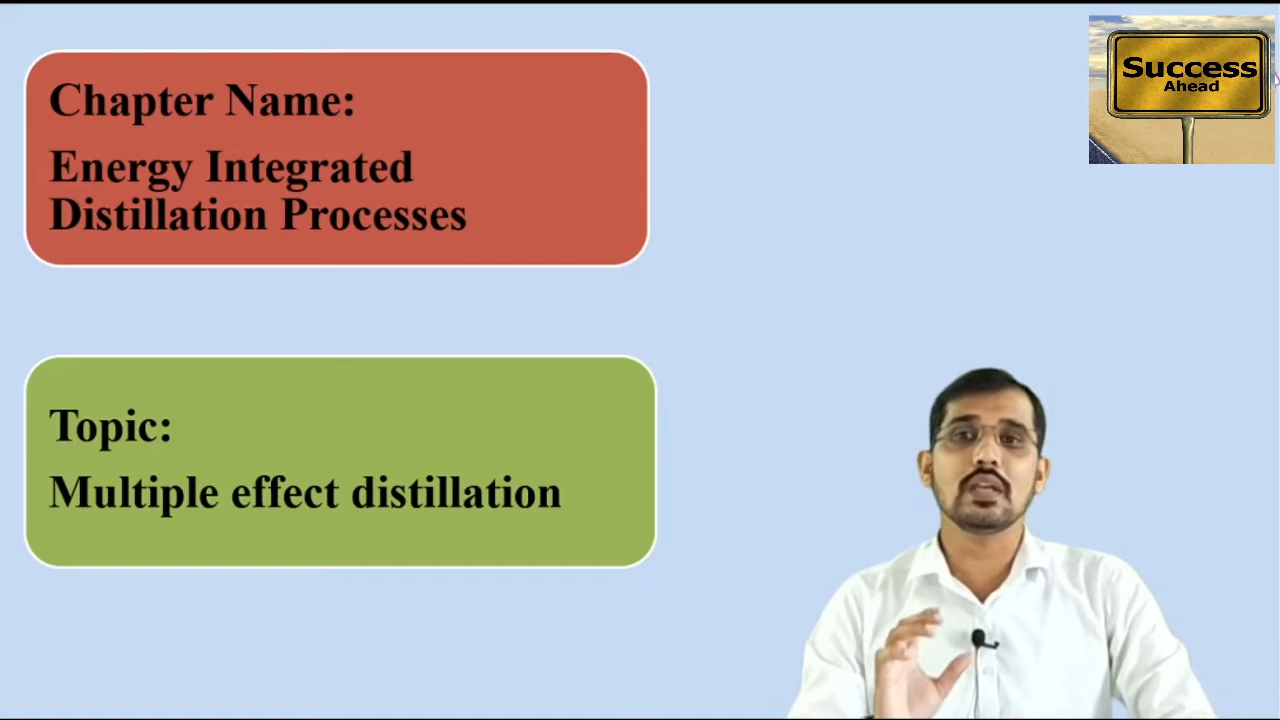 Chapter Name:
Energy Integrated
Distillation Processes
Success
Ahead
Topic:
Multiple effect distillation